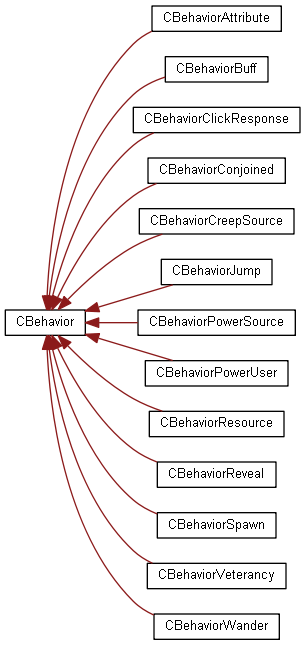 CBehaviorAttribute
CBehaviorBuff
CBehaviorClickResponse
CBehaviorConjoined
CBehaviorCreepSource
CBehaviorJump
CBehavior
CBehaviorPowerSource
CBehaviorPowerUser
CBehaviorResource
CBehaviorReveal
CBehaviorSpawn
CBehaviorVeterancy
CBehaviorWander